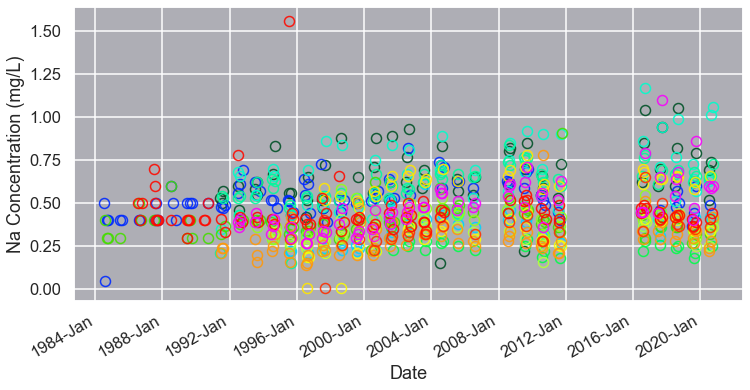 Na Concentration (mg/L)
1.50
1.25
1.00
0.75
0.50
0.25
0.00
1984-Jan
1988-Jan
1992-Jan
1996-Jan
2000-Jan
2004-Jan
2008-Jan
2012-Jan
2016-Jan
2020-Jan
Date